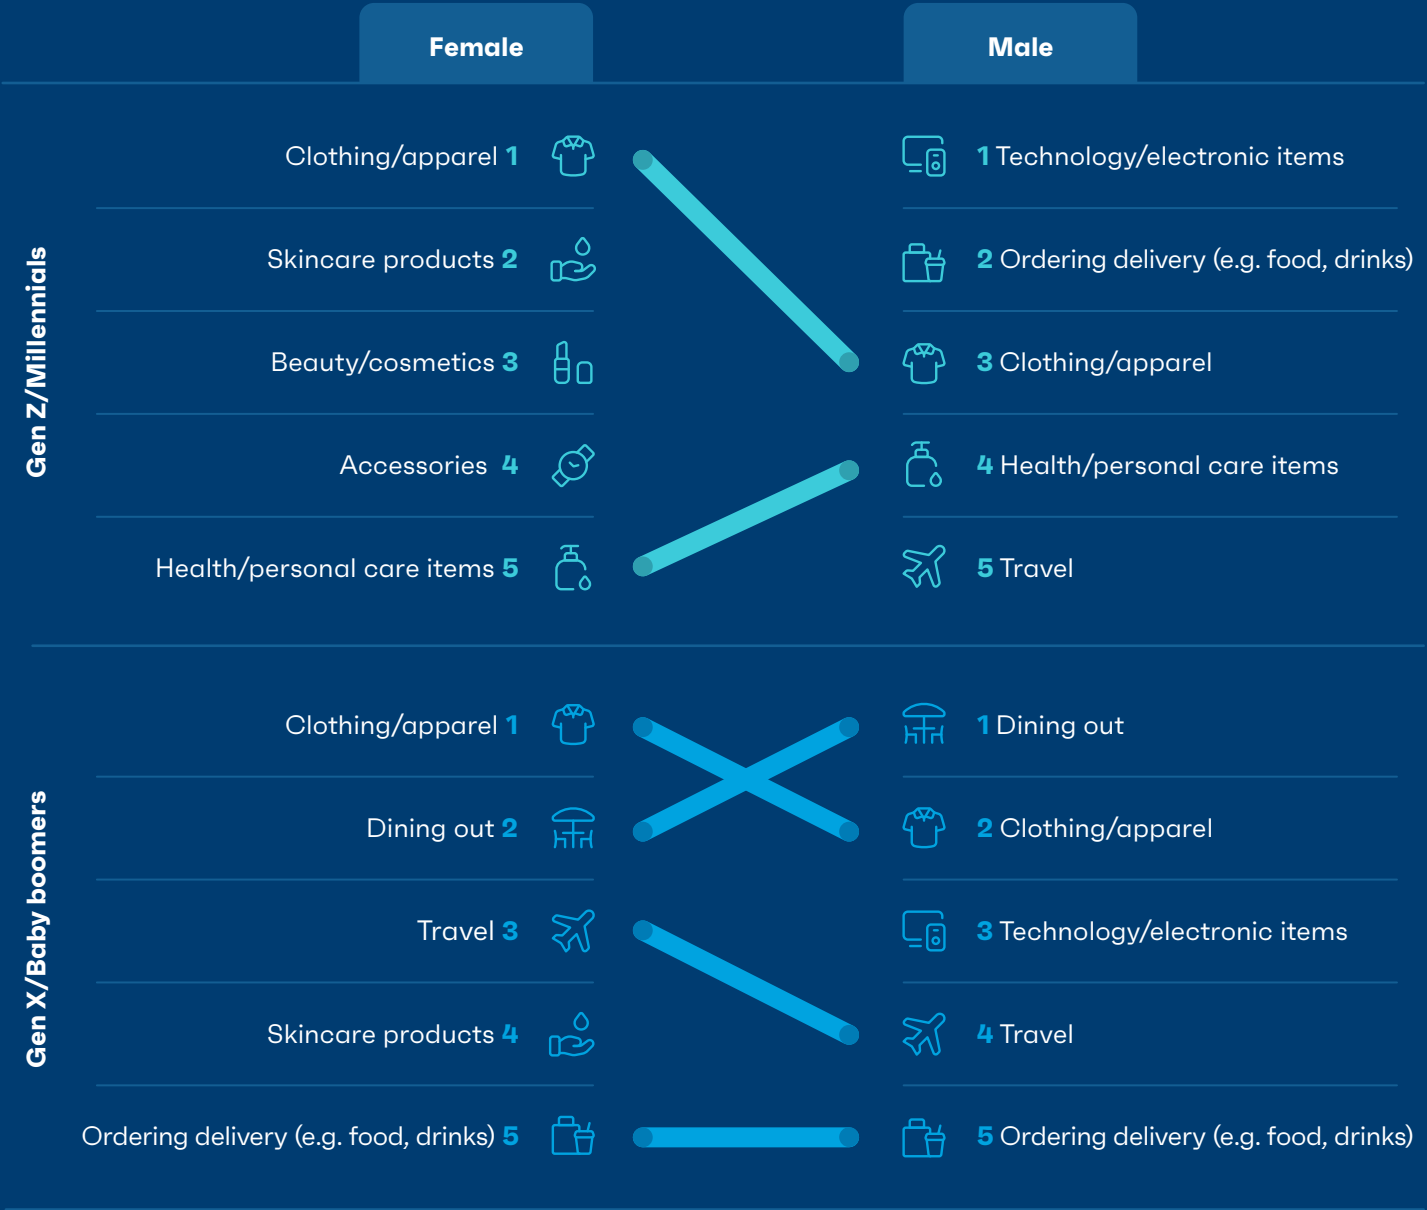 Female Male
Gen Z/Millennials
Clothing/apparel 1 1 Technology/electronic items
Skincare products 2 2 Ordering delivery (e.g. food, drinks)
Beauty/cosmetics 3 3 Clothing/apparel
Accessories 4 4 Health/personal care items
Health/personal care items 5 5 Travel
Gen X/Baby boomers
Clothing/apparel 1 1 Dining out
Dining out 2 2 Clothing/apparel
Travel 3 3 Technology/electronic items
Skincare products 4 4 Travel
Ordering delivery (e.g. food, drinks) 5 5 Ordering delivery (e.g. food, drinks)